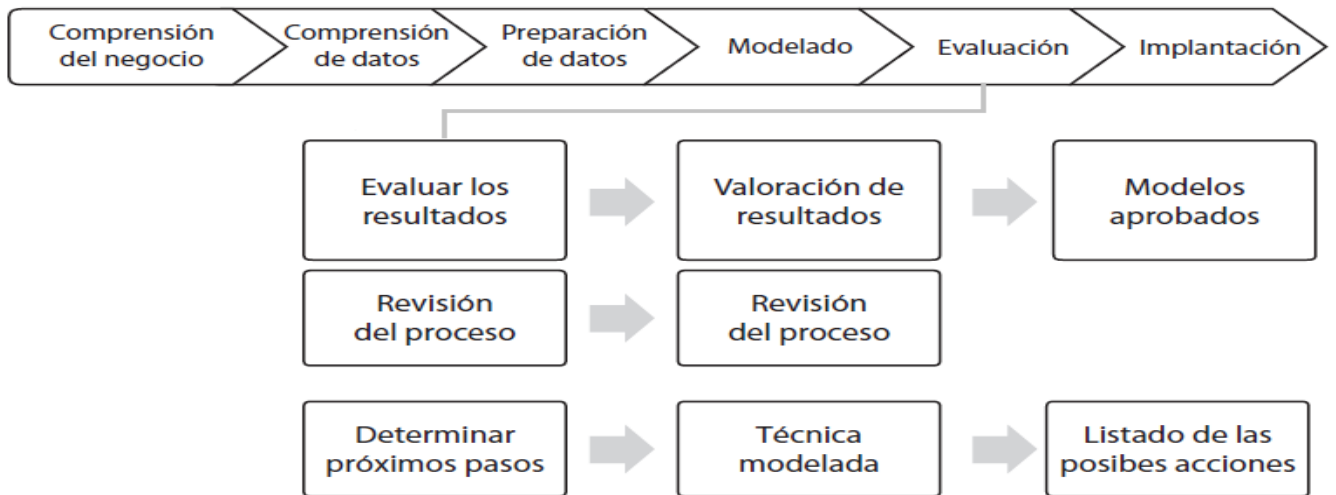 Comprensión
del negocio
Comprensión
de datos
Preparación
de datos
Modelado
Evaluación
Implantación
Evaluar los
resultados
Valoración de
resultados
Modelos
aprobados
Revisión
del proceso
Revisión
del proceso
Determinar
próximos pasos
Técnica
modelada
Listado de las
posibes acciones